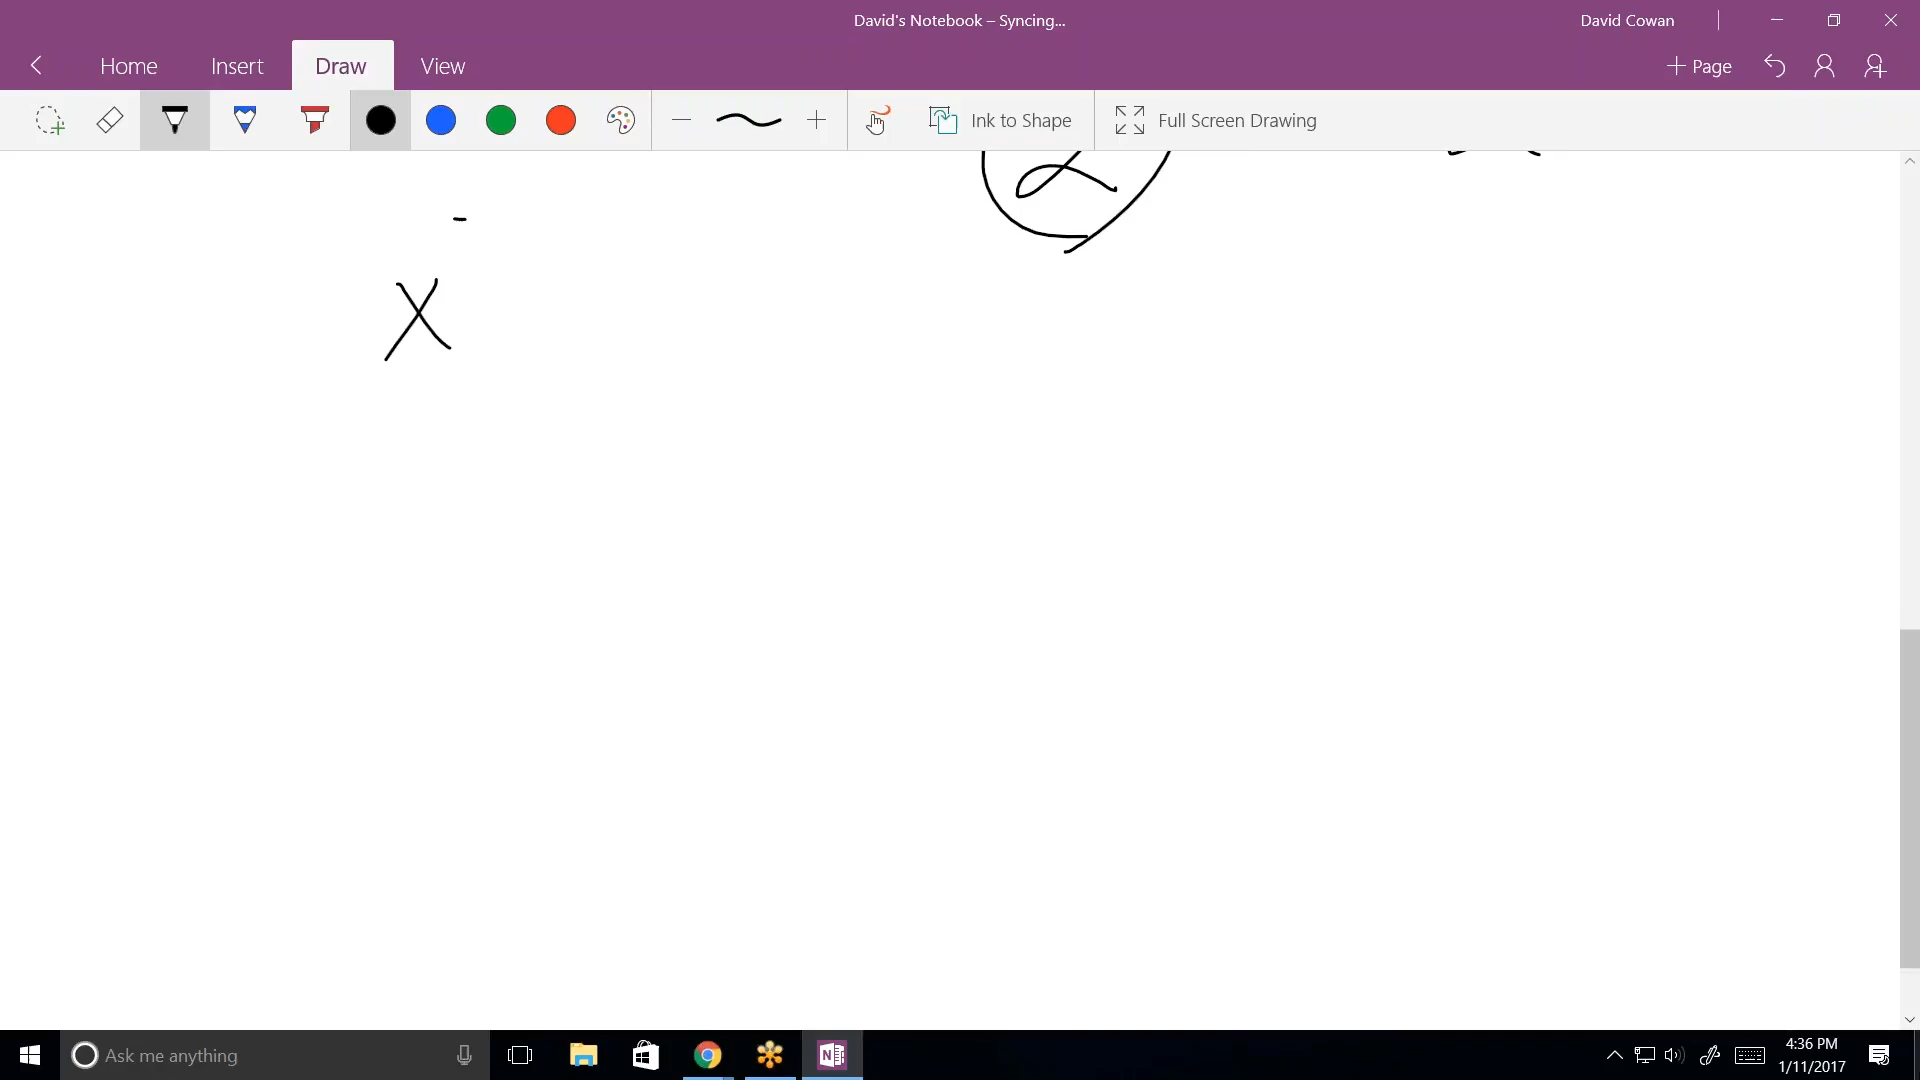 David's Notebook – Syncing...
David Cowan
Home
Insert
Draw
View
Page
Ink to Shape
Full Screen Drawing
2
-
X
Ask me anything
N
4:36 PM
1/11/2017